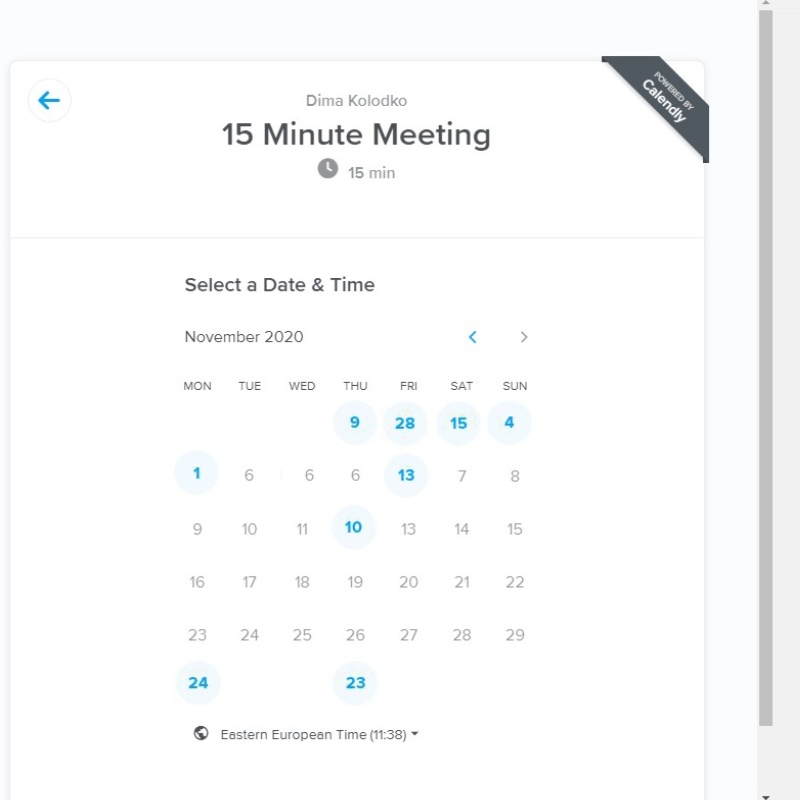 POWERED BY
Calendly
Dima Kolodko
15 Minute Meeting
15 min
Select a Date & Time
November 2020
MON TUE WED THU FRI SAT SUN
9 28 15 4
1 6 6 6 13 7 8
9 10 11 10 13 14 15
16 17 18 19 20 21 22
23 24 25 26 27 28 29
24 23
Eastern European Time (11:38)